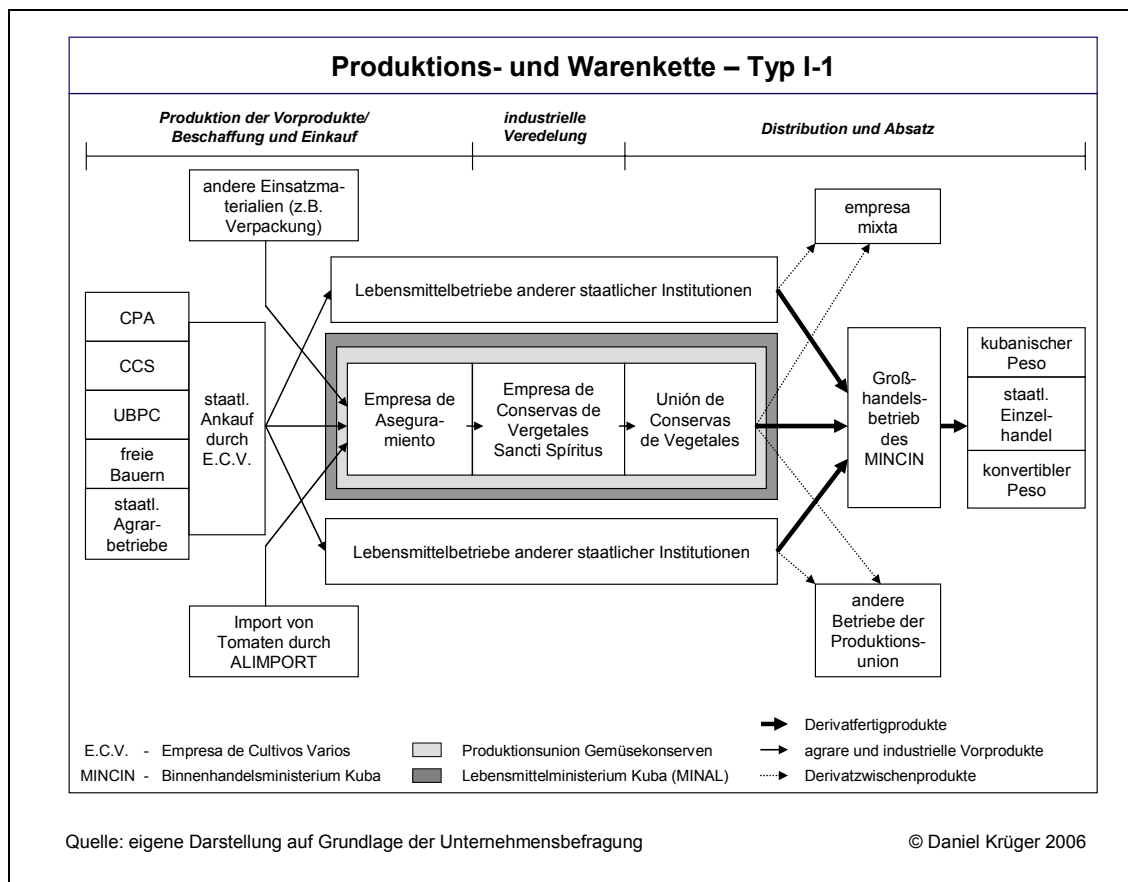 Produktions- und Warenkette – Typ I-1
Produktion der Vorprodukte/
Beschaffung und Einkauf
industrielle
Veredelung
Distribution und Absatz
andere Einsatzma-
terialien (z.B.
Verpackung)
empresa
mixta
Lebensmittelbetriebe anderer staatlicher Institutionen
CPA
CCS
UBPC
freie
Bauern
staatl.
Agrar-
betriebe
staatl.
Ankauf
durch
E.C.V.
Empresa de
Asegura-
miento
Empresa de
Conservas de
Vergetales
Sancti Spíritus
Unión de
Conservas
de Vegetales
Groß-
handels-
betrieb
des
MINCIN
kubanischer
Peso
staatl.
Einzel-
handel
konvertibler
Peso
Lebensmittelbetriebe anderer staatlicher Institutionen
Import von
Tomaten durch
ALIMPORT
andere
Betriebe der
Produktions-
union
E.C.V. - Empresa de Cultivos Varios
MINCIN - Binnenhandelsministerium Kuba
Produktionsunion Gemüsekonserven
Lebensmittelministerium Kuba (MINAL)
Derivatfertigprodukte
agrare und industrielle Vorprodukte
Derivatzwischenprodukte
Quelle: eigene Darstellung auf Grundlage der Unternehmensbefragung
© Daniel Krüger 2006